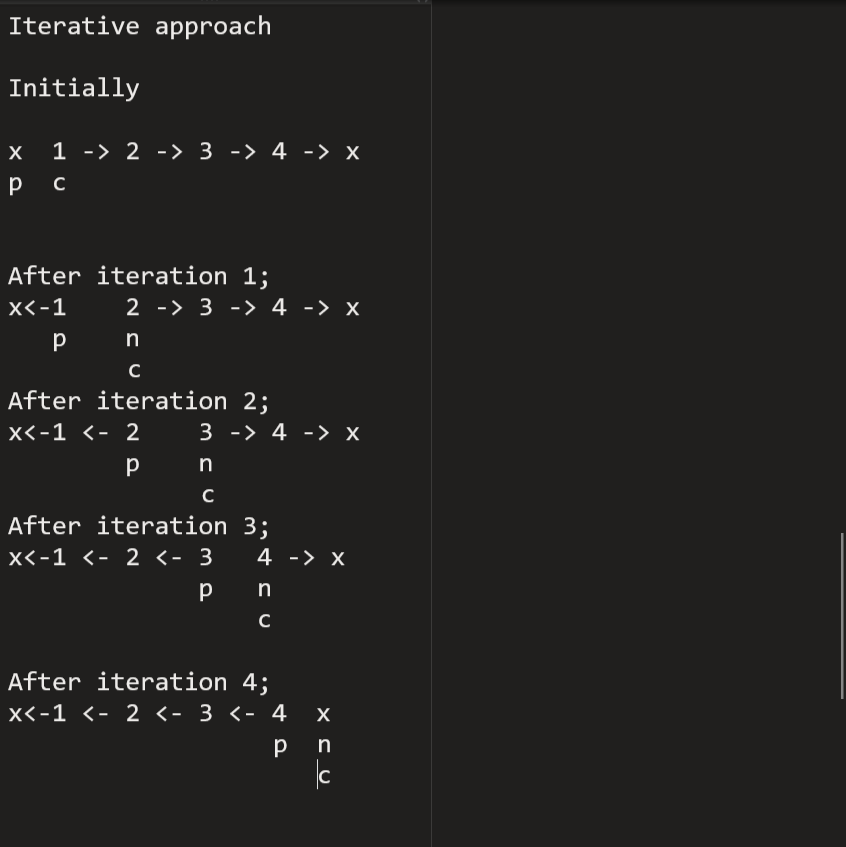 Iterative approach
Initially
x  1 -> 2 -> 3 -> 4 -> x
p  c
After iteration 1;
x<-1    2 -> 3 -> 4 -> x
   p    n
        c
After iteration 2;
x<-1 <- 2    3 -> 4 -> x
        p    n
             c
After iteration 3;
x<-1 <- 2 <- 3   4 -> x
             p   n
                 c
After iteration 4;
x<-1 <- 2 <- 3 <- 4  x
                  p  n
                     c